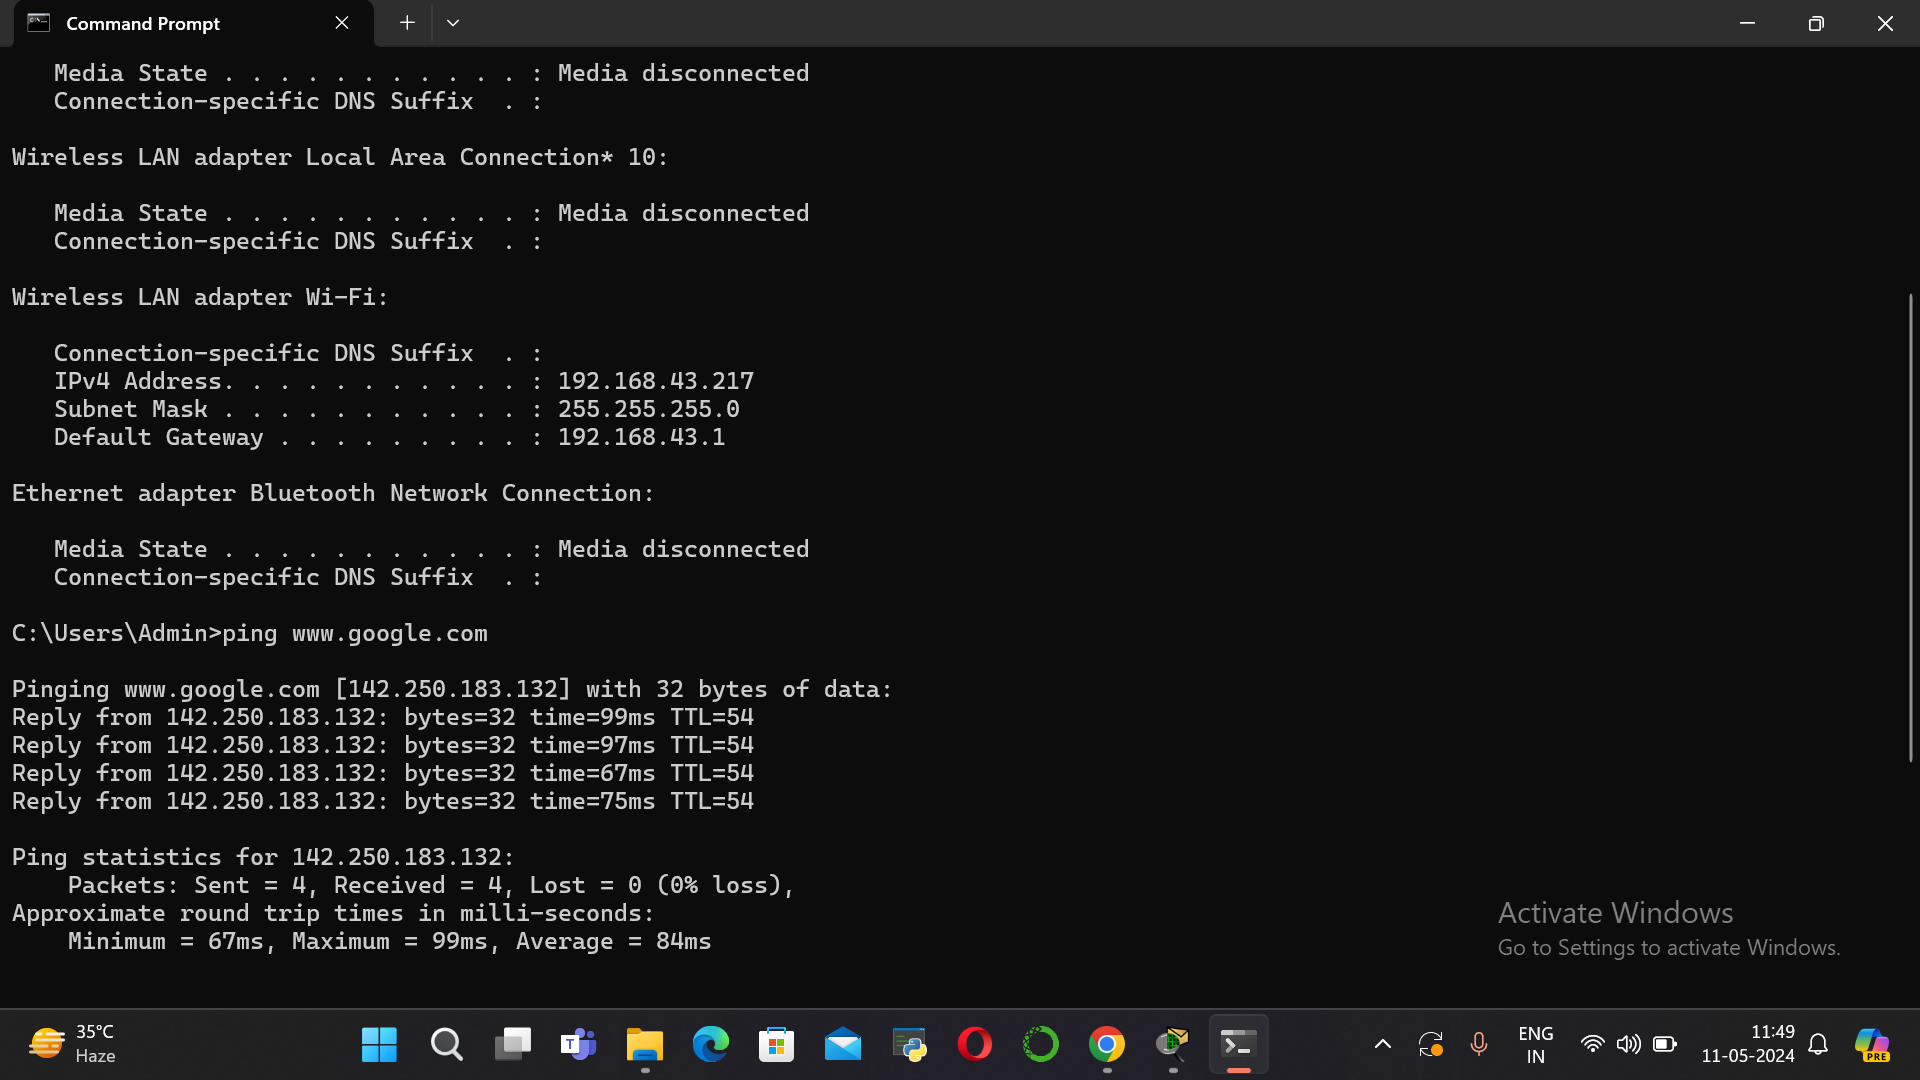 Command Prompt
Media State . . . . . . . . . . . : Media disconnected
Connection-specific DNS Suffix  . :
Wireless LAN adapter Local Area Connection* 10:
Media State . . . . . . . . . . . : Media disconnected
Connection-specific DNS Suffix  . :
Wireless LAN adapter Wi-Fi:
Connection-specific DNS Suffix  . :
IPv4 Address. . . . . . . . . . . : 192.168.43.217
Subnet Mask . . . . . . . . . . . : 255.255.255.0
Default Gateway . . . . . . . . . : 192.168.43.1
Ethernet adapter Bluetooth Network Connection:
Media State . . . . . . . . . . . : Media disconnected
Connection-specific DNS Suffix  . :
C:\Users\Admin>ping www.google.com
Pinging www.google.com [142.250.183.132] with 32 bytes of data:
Reply from 142.250.183.132: bytes=32 time=99ms TTL=54
Reply from 142.250.183.132: bytes=32 time=97ms TTL=54
Reply from 142.250.183.132: bytes=32 time=67ms TTL=54
Reply from 142.250.183.132: bytes=32 time=75ms TTL=54
Ping statistics for 142.250.183.132:
Packets: Sent = 4, Received = 4, Lost = 0 (0% loss),
Approximate round trip times in milli-seconds:
Minimum = 67ms, Maximum = 99ms, Average = 84ms
Activate Windows
Go to Settings to activate Windows.
35°C
Haze
ENG
IN
11:49
11-05-2024
PRE